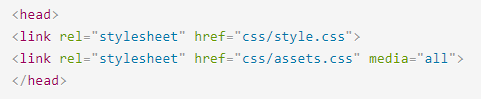 <head>
<link rel="stylesheet" href="css/style.css">
<link rel="stylesheet" href="css/assets.css" media="all">
</head>